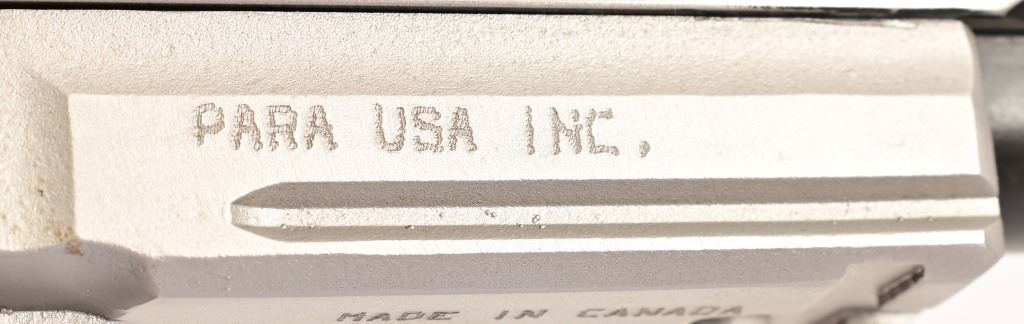 PARA USA INC,
MADE IN CANADA